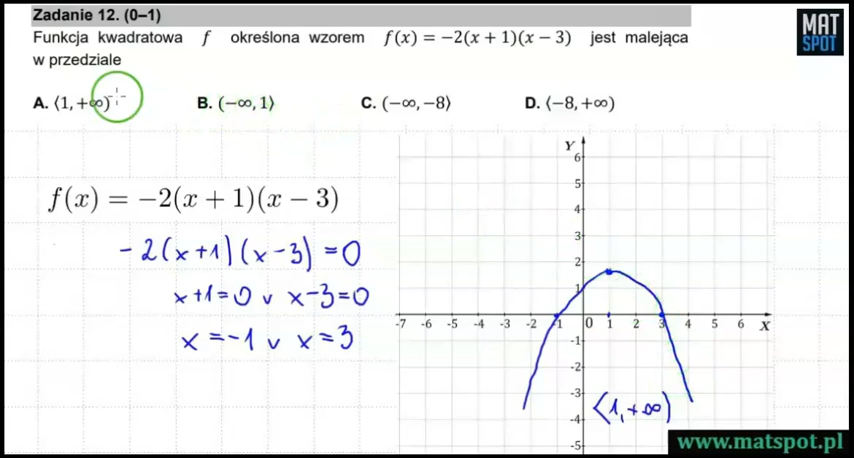 Zadanie 12. (0–1)
MAT
SPOT
Funkcja kwadratowa f określona wzorem f(x) = −2(x + 1)(x − 3) jest malejąca
w przedziale
A. ⟨1, +∞) B. (−∞, 1⟩ C. (−∞, −8⟩ D. ⟨−8, +∞)
f(x) = −2(x + 1)(x − 3)
-2(x+1)(x-3)=0
x+1=0 v x-3=0
x=-1 v x=3
Y
6
5
4
3
2
1
-7 -6 -5 -4 -3 -2 -1 0 1 2 3 4 5 6 X
-1
-2
-3
-4
-5
⟨1,+∞)
www.matspot.pl